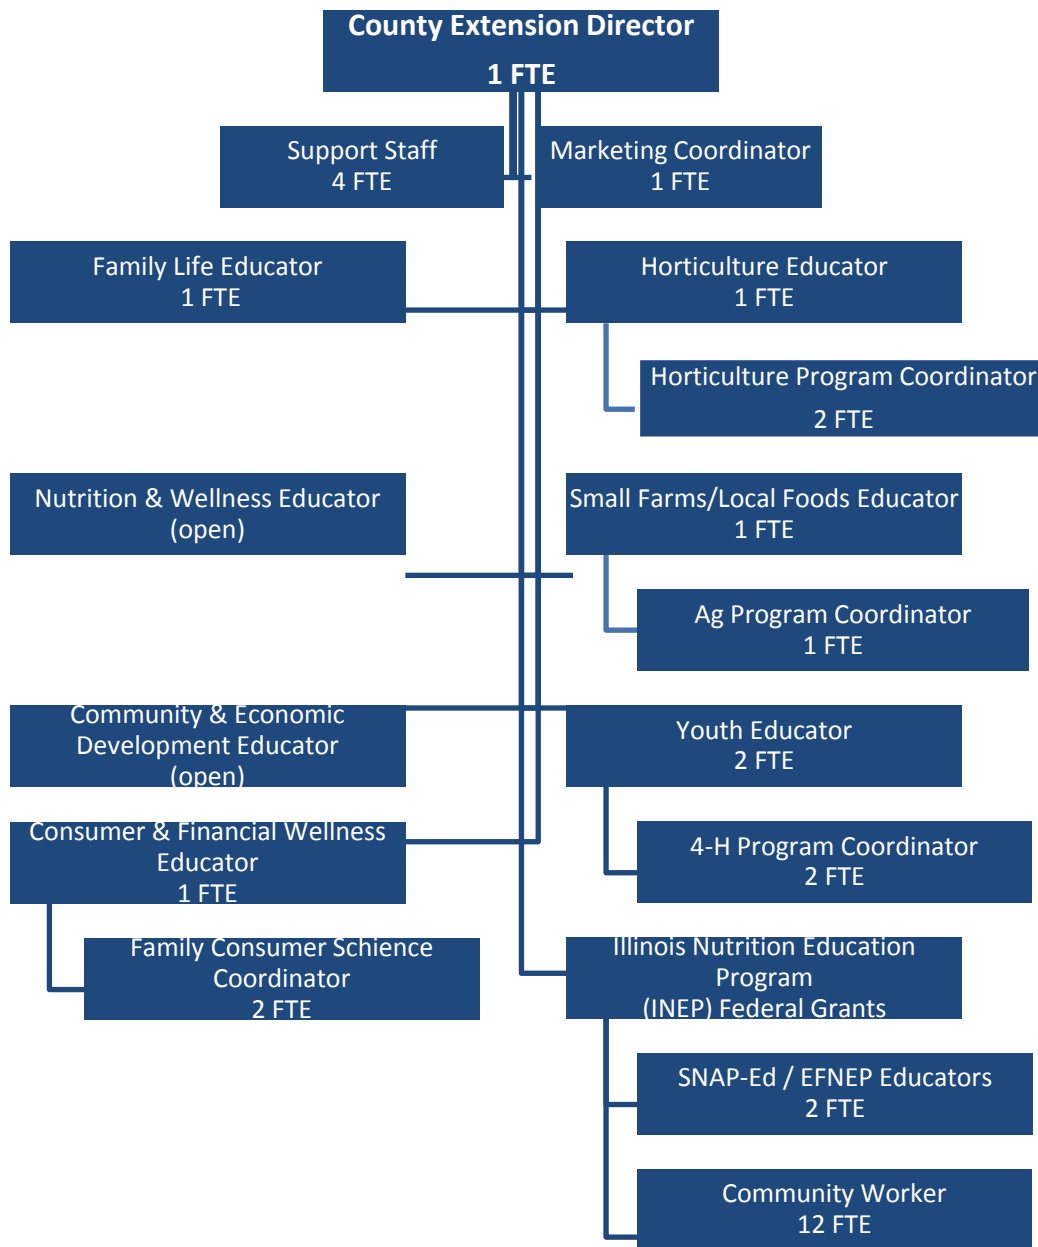 County Extension Director
1 FTE
Support Staff
4 FTE
Marketing Coordinator
1 FTE
Family Life Educator
1 FTE
Horticulture Educator
1 FTE
Horticulture Program Coordinator
2 FTE
Nutrition & Wellness Educator
(open)
Small Farms/Local Foods Educator
1 FTE
Ag Program Coordinator
1 FTE
Community & Economic
Development Educator
(open)
Youth Educator
2 FTE
Consumer & Financial Wellness
Educator
1 FTE
4-H Program Coordinator
2 FTE
Family Consumer Schience
Coordinator
2 FTE
Illinois Nutrition Education
Program
(INEP) Federal Grants
SNAP-Ed / EFNEP Educators
2 FTE
Community Worker
12 FTE